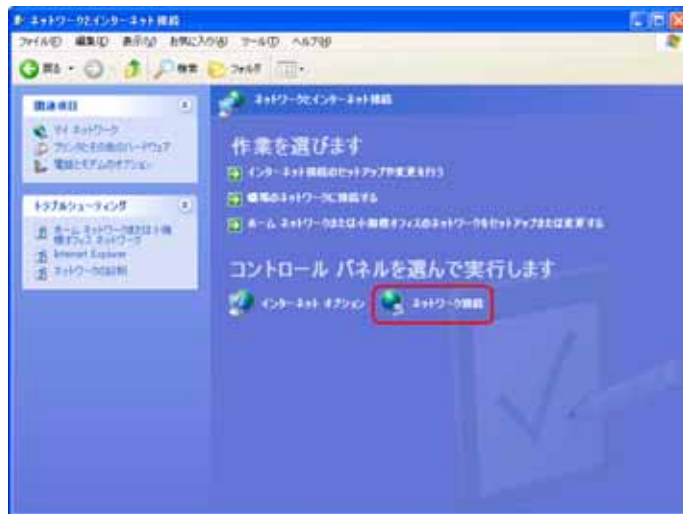 ネットワークとインターネット接続
ファイル(F) 編集(E) 表示(V) お気に入り(A) ツール(T) ヘルプ(H)
戻る 検索 フォルダ
関連項目
マイ ネットワーク
プリンタとその他のハードウェア
電話とモデムのオプション
トラブルシューティング
ホーム ネットワークまたは小規模オフィス ネットワーク
Internet Explorer
ネットワークの診断
ネットワークとインターネット接続
作業を選びます
インターネット接続のセットアップや変更を行う
職場のネットワークに接続する
ホーム ネットワークまたは小規模オフィスのネットワークをセットアップまたは変更する
コントロール パネルを選んで実行します
インターネット オプション ネットワーク接続